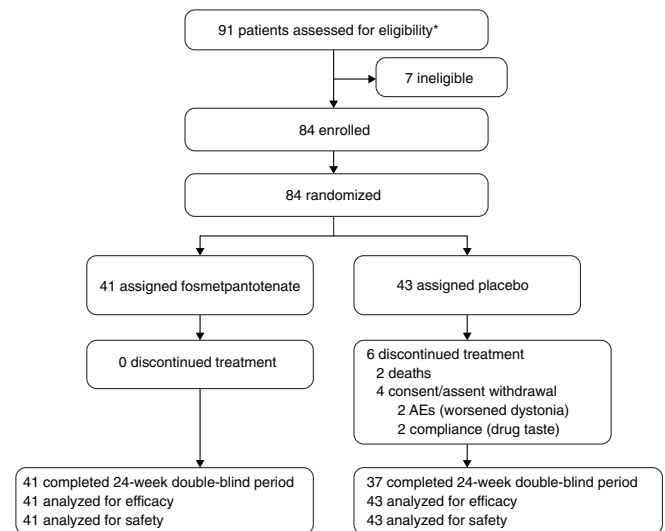 91 patients assessed for eligibility*
7 ineligible
84 enrolled
84 randomized
41 assigned fosmetpantotenate
43 assigned placebo
0 discontinued treatment
6 discontinued treatment
2 deaths
4 consent/assent withdrawal
2 AEs (worsened dystonia)
2 compliance (drug taste)
41 completed 24-week double-blind period
41 analyzed for efficacy
41 analyzed for safety
37 completed 24-week double-blind period
43 analyzed for efficacy
43 analyzed for safety